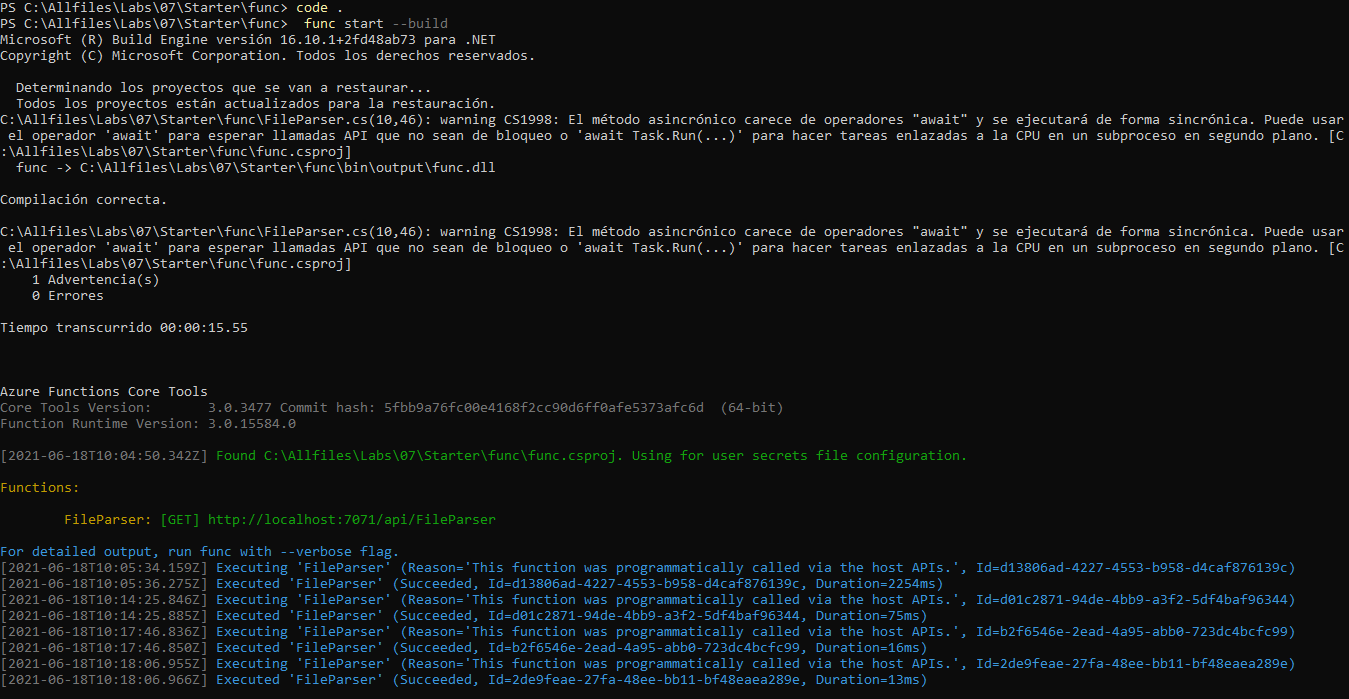 PS C:\Allfiles\Labs\07\Starter\func> code .
PS C:\Allfiles\Labs\07\Starter\func>  func start --build
Microsoft (R) Build Engine versión 16.10.1+2fd48ab73 para .NET
Copyright (C) Microsoft Corporation. Todos los derechos reservados.
  Determinando los proyectos que se van a restaurar...
  Todos los proyectos están actualizados para la restauración.
C:\Allfiles\Labs\07\Starter\func\FileParser.cs(10,46): warning CS1998: El método asincrónico carece de operadores "await" y se ejecutará de forma sincrónica. Puede usar
 el operador 'await' para esperar llamadas API que no sean de bloqueo o 'await Task.Run(...)' para hacer tareas enlazadas a la CPU en un subproceso en segundo plano. [C
:\Allfiles\Labs\07\Starter\func\func.csproj]
  func -> C:\Allfiles\Labs\07\Starter\func\bin\output\func.dll
Compilación correcta.
C:\Allfiles\Labs\07\Starter\func\FileParser.cs(10,46): warning CS1998: El método asincrónico carece de operadores "await" y se ejecutará de forma sincrónica. Puede usar
 el operador 'await' para esperar llamadas API que no sean de bloqueo o 'await Task.Run(...)' para hacer tareas enlazadas a la CPU en un subproceso en segundo plano. [C
:\Allfiles\Labs\07\Starter\func\func.csproj]
    1 Advertencia(s)
    0 Errores
Tiempo transcurrido 00:00:15.55
Azure Functions Core Tools
Core Tools Version:       3.0.3477 Commit hash: 5fbb9a76fc00e4168f2cc90d6ff0afe5373afc6d  (64-bit)
Function Runtime Version: 3.0.15584.0
[2021-06-18T10:04:50.342Z] Found C:\Allfiles\Labs\07\Starter\func\func.csproj. Using for user secrets file configuration.
Functions:
        FileParser: [GET] http://localhost:7071/api/FileParser
For detailed output, run func with --verbose flag.
[2021-06-18T10:05:34.159Z] Executing 'FileParser' (Reason='This function was programmatically called via the host APIs.', Id=d13806ad-4227-4553-b958-d4caf876139c)
[2021-06-18T10:05:36.275Z] Executed 'FileParser' (Succeeded, Id=d13806ad-4227-4553-b958-d4caf876139c, Duration=2254ms)
[2021-06-18T10:14:25.846Z] Executing 'FileParser' (Reason='This function was programmatically called via the host APIs.', Id=d01c2871-94de-4bb9-a3f2-5df4baf96344)
[2021-06-18T10:14:25.885Z] Executed 'FileParser' (Succeeded, Id=d01c2871-94de-4bb9-a3f2-5df4baf96344, Duration=75ms)
[2021-06-18T10:17:46.836Z] Executing 'FileParser' (Reason='This function was programmatically called via the host APIs.', Id=b2f6546e-2ead-4a95-abb0-723dc4bcfc99)
[2021-06-18T10:17:46.850Z] Executed 'FileParser' (Succeeded, Id=b2f6546e-2ead-4a95-abb0-723dc4bcfc99, Duration=16ms)
[2021-06-18T10:18:06.955Z] Executing 'FileParser' (Reason='This function was programmatically called via the host APIs.', Id=2de9feae-27fa-48ee-bb11-bf48eaea289e)
[2021-06-18T10:18:06.966Z] Executed 'FileParser' (Succeeded, Id=2de9feae-27fa-48ee-bb11-bf48eaea289e, Duration=13ms)